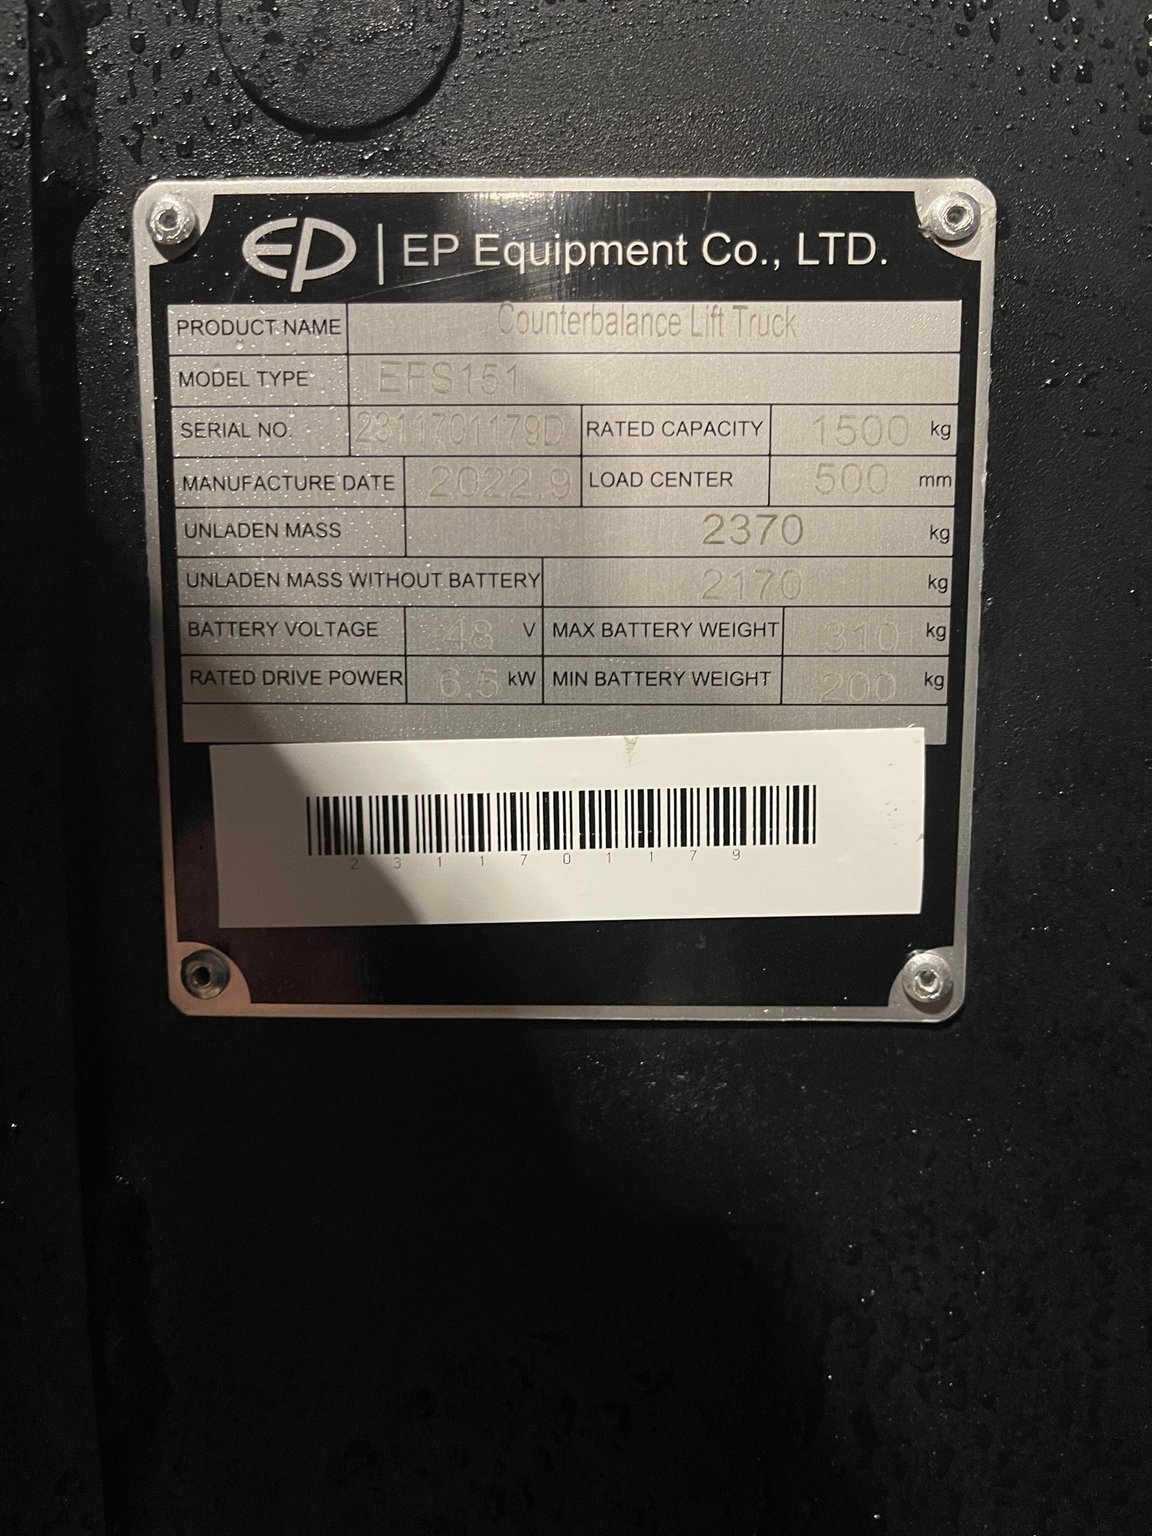 EP | EP Equipment Co., LTD.
PRODUCT NAME Counterbalance Lift Truck
MODEL TYPE EFS151
SERIAL NO. 2311701179D RATED CAPACITY 1500 kg
MANUFACTURE DATE 2022.9 LOAD CENTER 500 mm
UNLADEN MASS 2370 kg
UNLADEN MASS WITHOUT BATTERY 2170 kg
BATTERY VOLTAGE 48 V MAX BATTERY WEIGHT 310 kg
RATED DRIVE POWER 6.5 kW MIN BATTERY WEIGHT 200 kg
2311701179